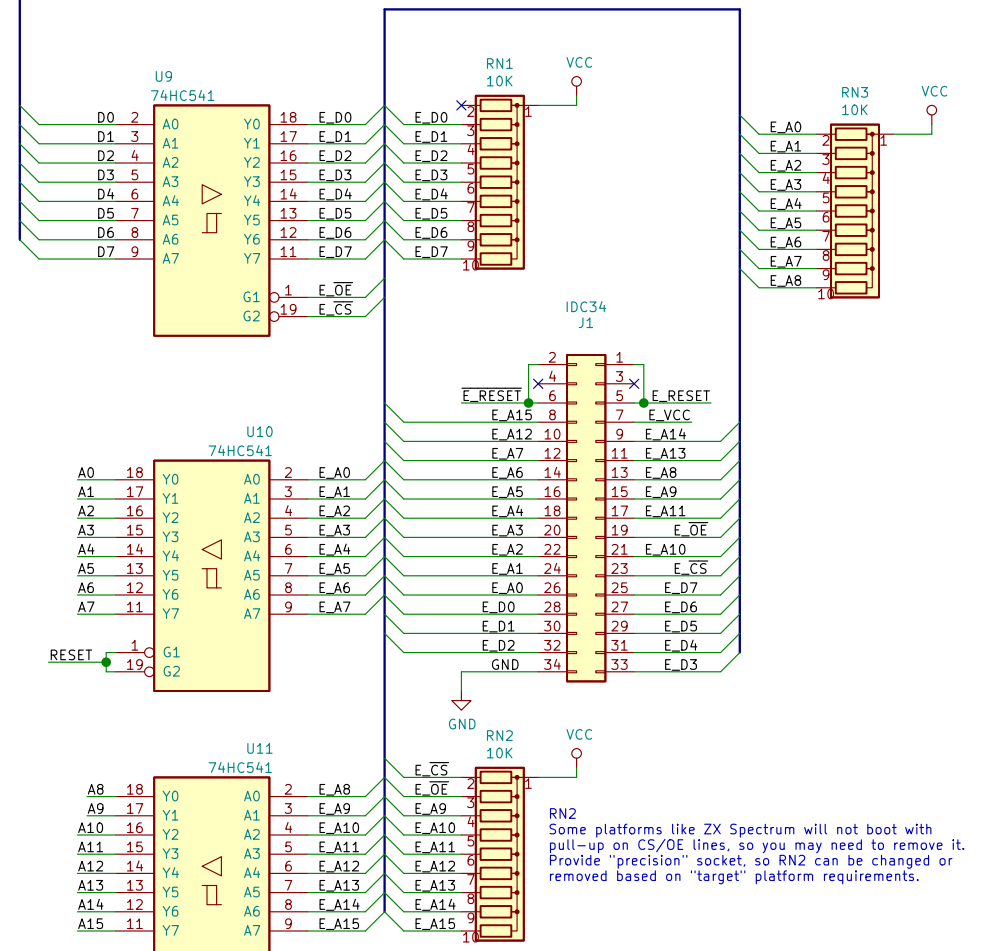 U9
74HC541
D0 2 A0 Y0 18 E_D0
D1 3 A1 Y1 17 E_D1
D2 4 A2 Y2 16 E_D2
D3 5 A3 Y3 15 E_D3
D4 6 A4 Y4 14 E_D4
D5 7 A5 Y5 13 E_D5
D6 8 A6 Y6 12 E_D6
D7 9 A7 Y7 11 E_D7
G1 1 E_OE
G2 19 E_CS
RN1
10K
VCC
1
2
E_D0 3
E_D1 4
E_D2 5
E_D3 6
E_D4 7
E_D5 8
E_D6 9
E_D7 10
RN3
10K
VCC
1
E_A0 2
E_A1 3
E_A2 4
E_A3 5
E_A4 6
E_A5 7
E_A6 8
E_A7 9
E_A8 10
IDC34
J1
2 1
4 3
E_RESET 6 5 E_RESET
E_A15 8 7 E_VCC
E_A12 10 9 E_A14
E_A7 12 11 E_A13
E_A6 14 13 E_A8
E_A5 16 15 E_A9
E_A4 18 17 E_A11
E_A3 20 19 E_OE
E_A2 22 21 E_A10
E_A1 24 23 E_CS
E_A0 26 25 E_D7
E_D0 28 27 E_D6
E_D1 30 29 E_D5
E_D2 32 31 E_D4
GND 34 33 E_D3
GND
U10
74HC541
A0 18 Y0 A0 2 E_A0
A1 17 Y1 A1 3 E_A1
A2 16 Y2 A2 4 E_A2
A3 15 Y3 A3 5 E_A3
A4 14 Y4 A4 6 E_A4
A5 13 Y5 A5 7 E_A5
A6 12 Y6 A6 8 E_A6
A7 11 Y7 A7 9 E_A7
1 G1
RESET
19 G2
U11
74HC541
A8 18 Y0 A0 2 E_A8
A9 17 Y1 A1 3 E_A9
A10 16 Y2 A2 4 E_A10
A11 15 Y3 A3 5 E_A11
A12 14 Y4 A4 6 E_A12
A13 13 Y5 A5 7 E_A13
A14 12 Y6 A6 8 E_A14
A15 11 Y7 A7 9 E_A15
RN2
10K
VCC
1
E_CS 2
E_OE 3
E_A9 4
E_A10 5
E_A11 6
E_A12 7
E_A13 8
E_A14 9
E_A15 10
RN2
Some platforms like ZX Spectrum will not boot with
pull-up on CS/OE lines, so you may need to remove it.
Provide "precision" socket, so RN2 can be changed or
removed based on "target" platform requirements.